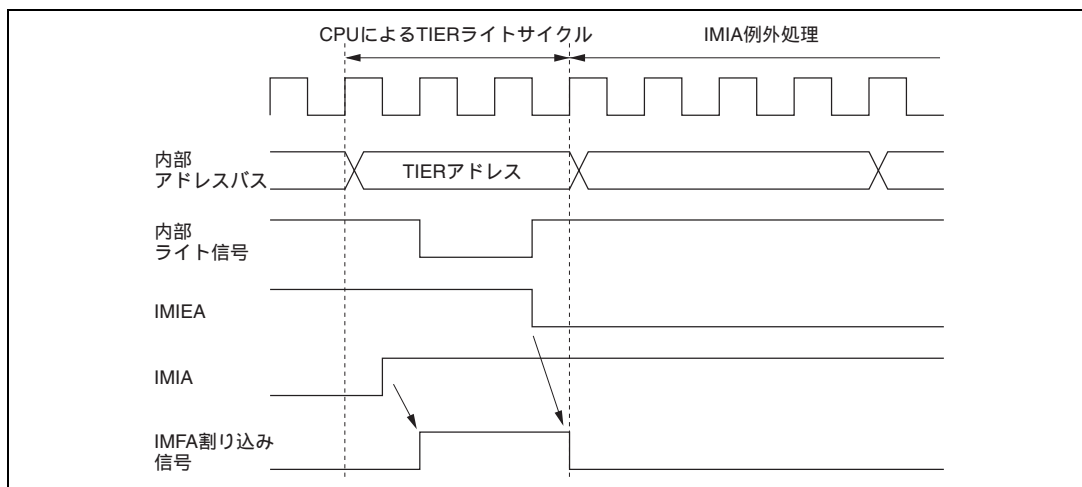 CPUによるTIERライトサイクル
IMIA例外処理
内部
アドレスバス
TIERアドレス
内部
ライト信号
IMIEA
IMIA
IMFA割り込み
信号